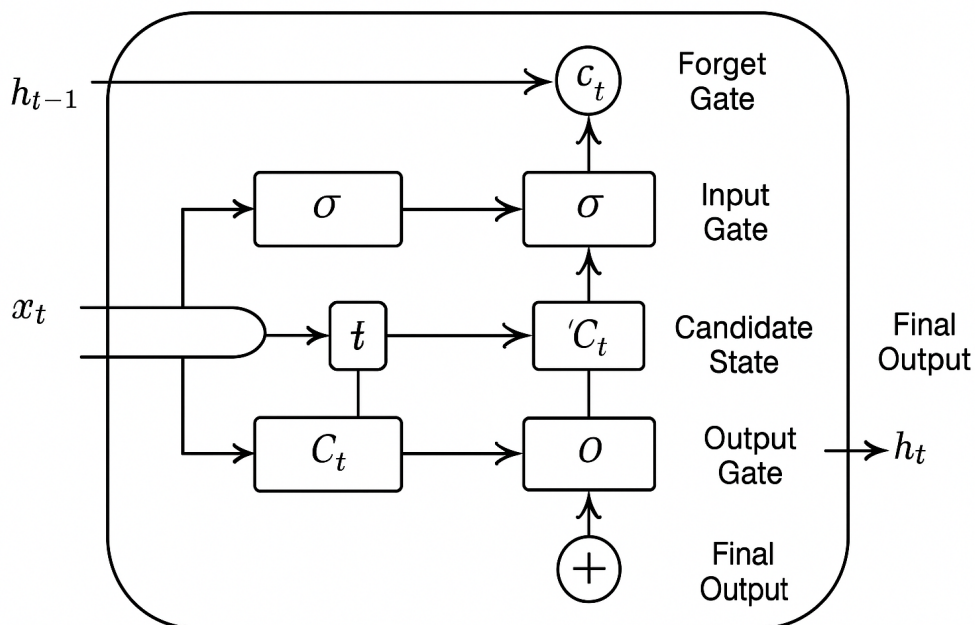 h_{t−1}
c_t
Forget
Gate
σ
σ
Input
Gate
x_t
t
'C_t
Candidate
State
Final
Output
C_t
O
Output
Gate
h_t
+
Final
Output